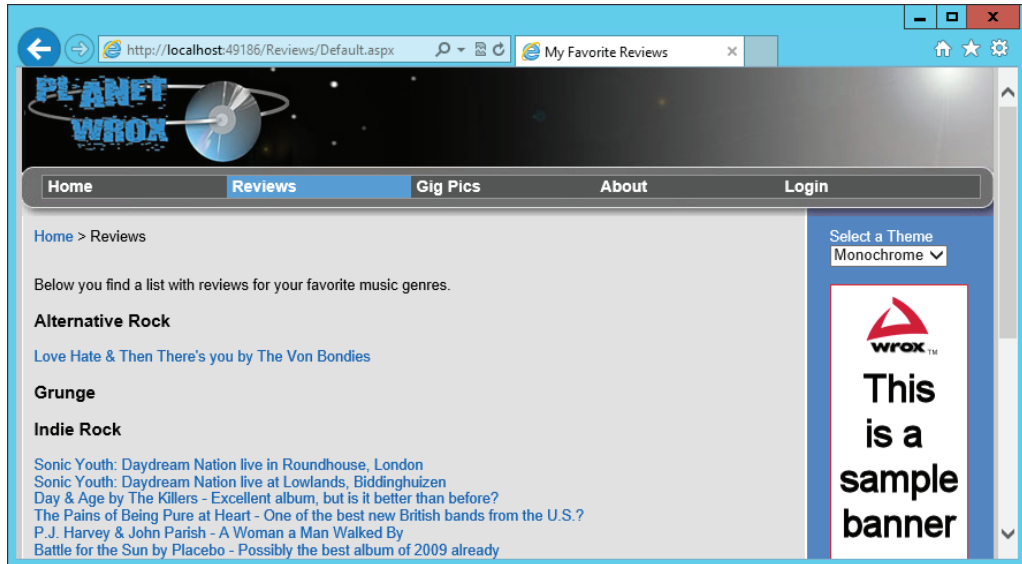 http://localhost:49186/Reviews/Default.aspx
My Favorite Reviews
PLANET
WROX
Home Reviews Gig Pics About Login
Home > Reviews
Select a Theme
Monochrome
Below you find a list with reviews for your favorite music genres.
Alternative Rock
Love Hate & Then There's you by The Von Bondies
Grunge
Indie Rock
Sonic Youth: Daydream Nation live in Roundhouse, London
Sonic Youth: Daydream Nation live at Lowlands, Biddinghuizen
Day & Age by The Killers - Excellent album, but is it better than before?
The Pains of Being Pure at Heart - One of the best new British bands from the U.S.?
P.J. Harvey & John Parish - A Woman a Man Walked By
Battle for the Sun by Placebo - Possibly the best album of 2009 already
wrox TM
This
is a
sample
banner